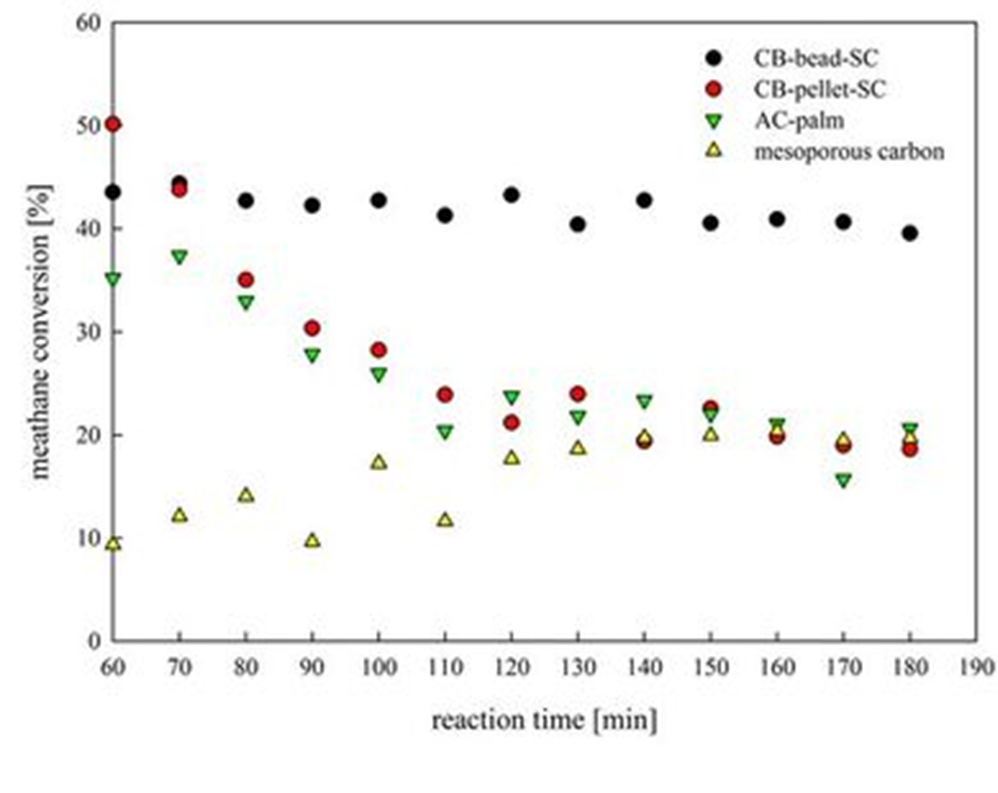 60
50
40
30
20
10
0
meathane conversion [%]
CB-bead-SC
CB-pellet-SC
AC-palm
mesoporous carbon
60 70 80 90 100 110 120 130 140 150 160 170 180 190
reaction time [min]